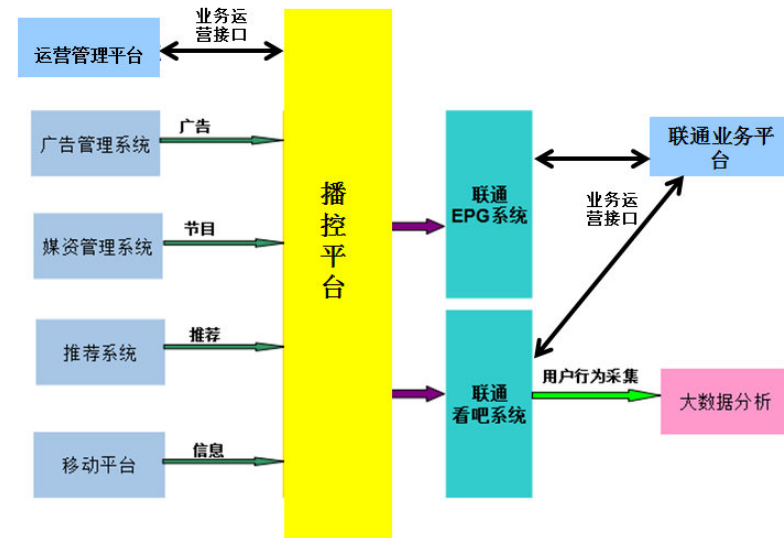 业务运
营接口
运营管理平台
广告管理系统
广告
媒资管理系统
节目
推荐系统
推荐
移动平台
信息
播
控
平
台
联通
EPG系统
联通
看吧系统
联通业务平
台
业务运
营接口
用户行为采集
大数据分析